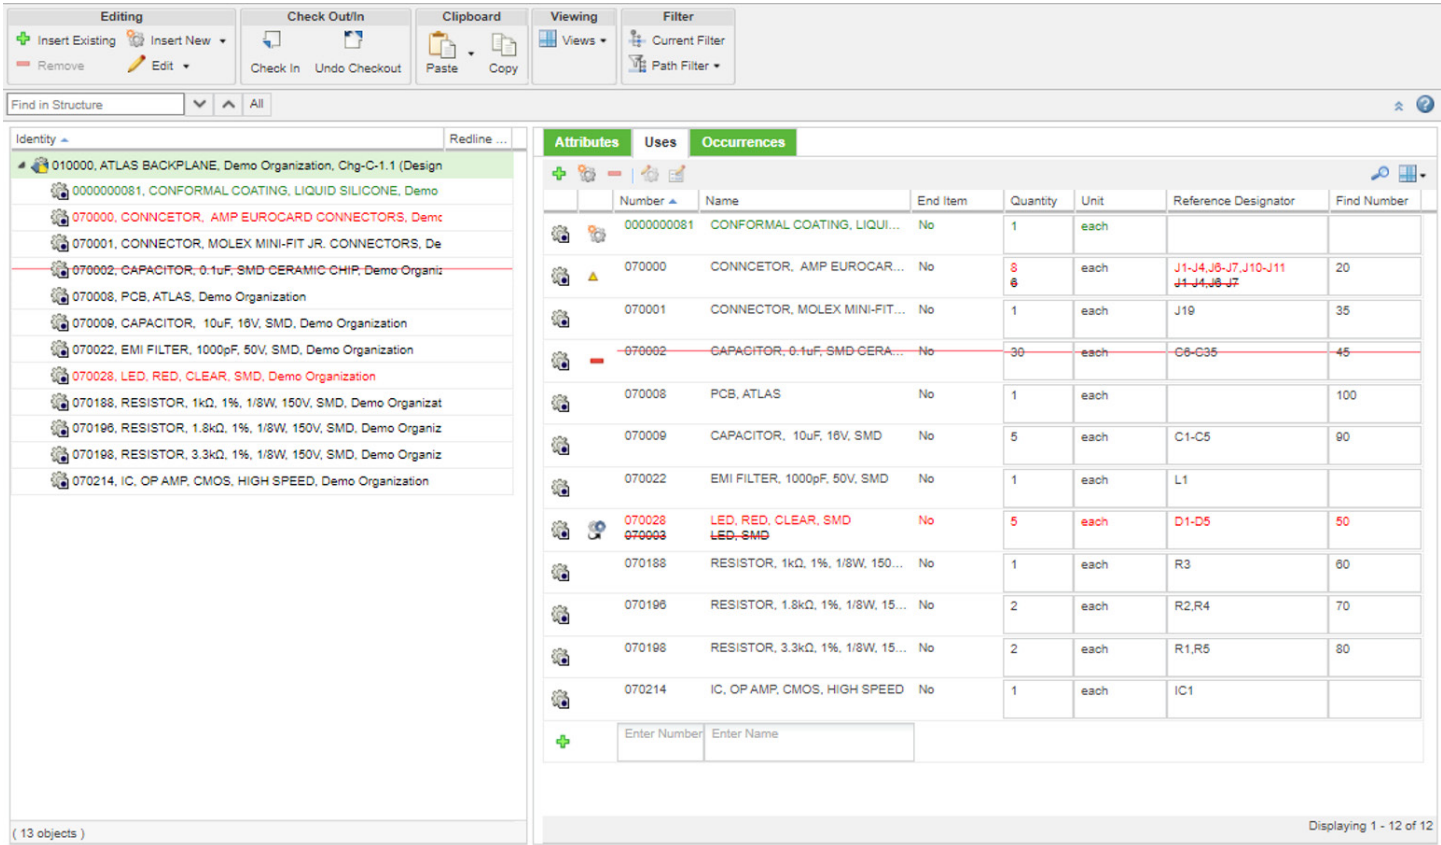 Editing
Check Out/In
Clipboard
Viewing
Filter
Insert Existing
Insert New
Remove
Edit
Check In
Undo Checkout
Paste
Copy
Views
Current Filter
Path Filter
Find in Structure
All
Identity
Redline ...
010000, ATLAS BACKPLANE, Demo Organization, Chg-C-1.1 (Design
0000000081, CONFORMAL COATING, LIQUID SILICONE, Demo
070000, CONNCETOR, AMP EUROCARD CONNECTORS, Demc
070001, CONNECTOR, MOLEX MINI-FIT JR. CONNECTORS, De
070002, CAPACITOR, 0.1uF, SMD CERAMIC CHIP, Demo Organiz
070008, PCB, ATLAS, Demo Organization
070009, CAPACITOR, 10uF, 16V, SMD, Demo Organization
070022, EMI FILTER, 1000pF, 50V, SMD, Demo Organization
070028, LED, RED, CLEAR, SMD, Demo Organization
070188, RESISTOR, 1kΩ, 1%, 1/8W, 150V, SMD, Demo Organizat
070196, RESISTOR, 1.8kΩ, 1%, 1/8W, 150V, SMD, Demo Organiz
070198, RESISTOR, 3.3kΩ, 1%, 1/8W, 150V, SMD, Demo Organiz
070214, IC, OP AMP, CMOS, HIGH SPEED, Demo Organization
( 13 objects )
Attributes Uses Occurrences
Number Name End Item Quantity Unit Reference Designator Find Number
0000000081 CONFORMAL COATING, LIQUI... No 1 each
070000 CONNCETOR, AMP EUROCAR... No 8 each J1-J4,J6-J7,J10-J11 20
6 J1-J4,J6-J7
070001 CONNECTOR, MOLEX MINI-FIT... No 1 each J19 35
070002 CAPACITOR, 0.1uF, SMD CERA... No 30 each C6-C35 45
070008 PCB, ATLAS No 1 each 100
070009 CAPACITOR, 10uF, 16V, SMD No 5 each C1-C5 90
070022 EMI FILTER, 1000pF, 50V, SMD No 1 each L1
070028 LED, RED, CLEAR, SMD No 5 each D1-D5 50
070003 LED, SMD
070188 RESISTOR, 1kΩ, 1%, 1/8W, 150... No 1 each R3 60
070196 RESISTOR, 1.8kΩ, 1%, 1/8W, 15... No 2 each R2,R4 70
070198 RESISTOR, 3.3kΩ, 1%, 1/8W, 15... No 2 each R1,R5 80
070214 IC, OP AMP, CMOS, HIGH SPEED No 1 each IC1
Enter Number Enter Name
Displaying 1 - 12 of 12